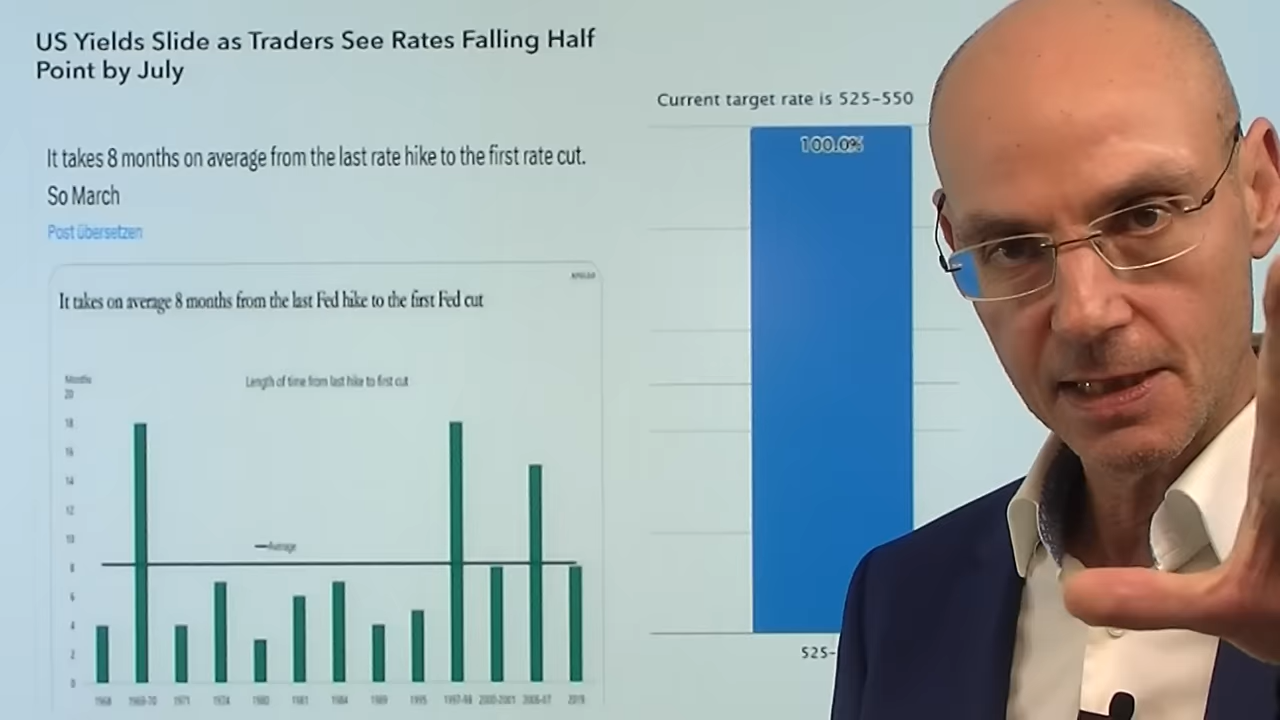 US Yields Slide as Traders See Rates Falling Half
Point by July
It takes 8 months on average from the last rate hike to the first rate cut.
So March
Post übersetzen
It takes on average 8 months from the last Fed hike to the first Fed cut
Months
Length of time from last hike to first cut
20
18
16
14
12
10
8
6
4
2
0
Average
1968
1969-70
1971
1974
1980
1981
1984
1989
1995
1997-98
2000-2001
2006-07
2019
Current target rate is 525-550
100.0%
525-